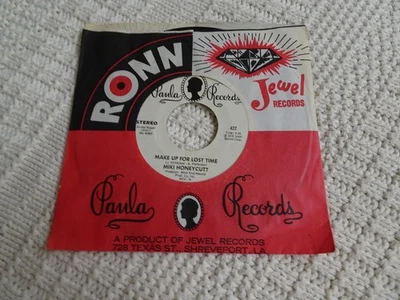 RONN
Jewel
RECORDS
Paula Records
STEREO
422
MAKE UP FOR LOST TIME
MIKI HONEYCUTT
Paula Records
A PRODUCT OF JEWEL RECORDS
728 TEXAS ST., SHREVEPORT, LA.